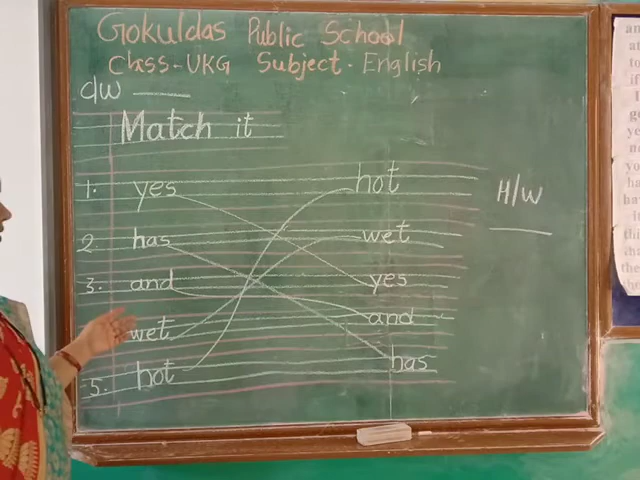 Gokuldas Public School
Class-UKG Subject. English
C/W
Match it
1. yes hot
2. has wet
3. and yes
wet and
5. hot has
H/W